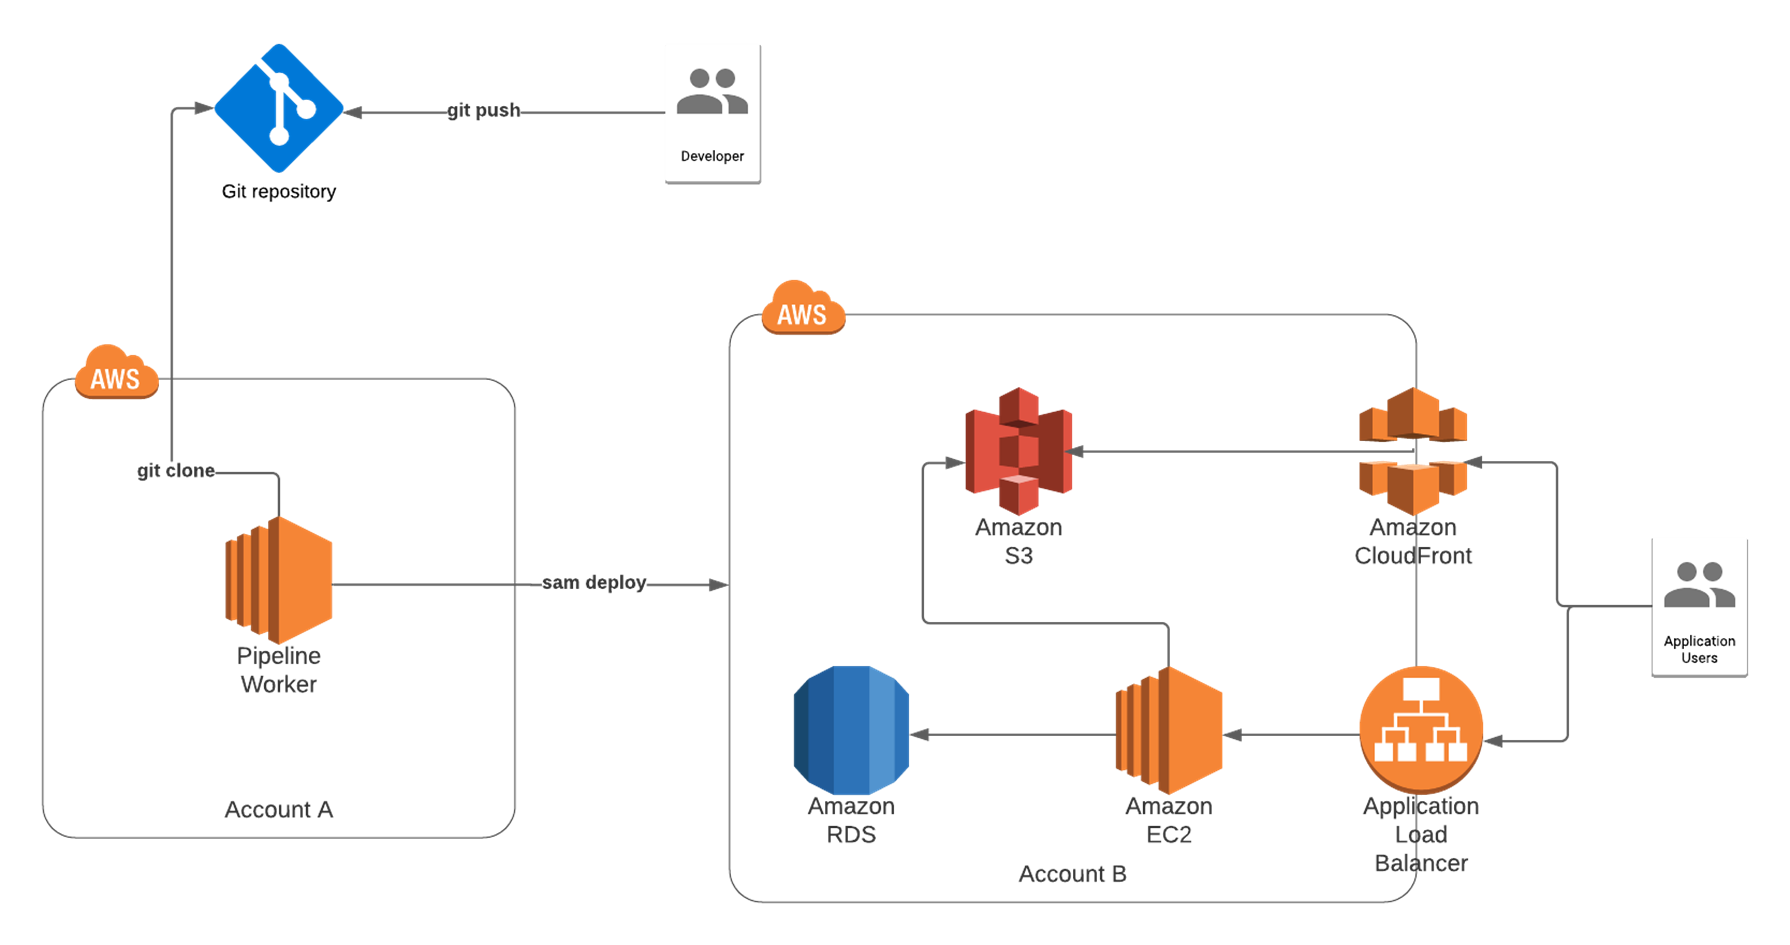 git push
Developer
Git repository
AWS
AWS
git clone
Amazon
S3
Amazon
CloudFront
sam deploy
Application
Users
Pipeline
Worker
Amazon
RDS
Amazon
EC2
Application
Load
Balancer
Account A
Account B